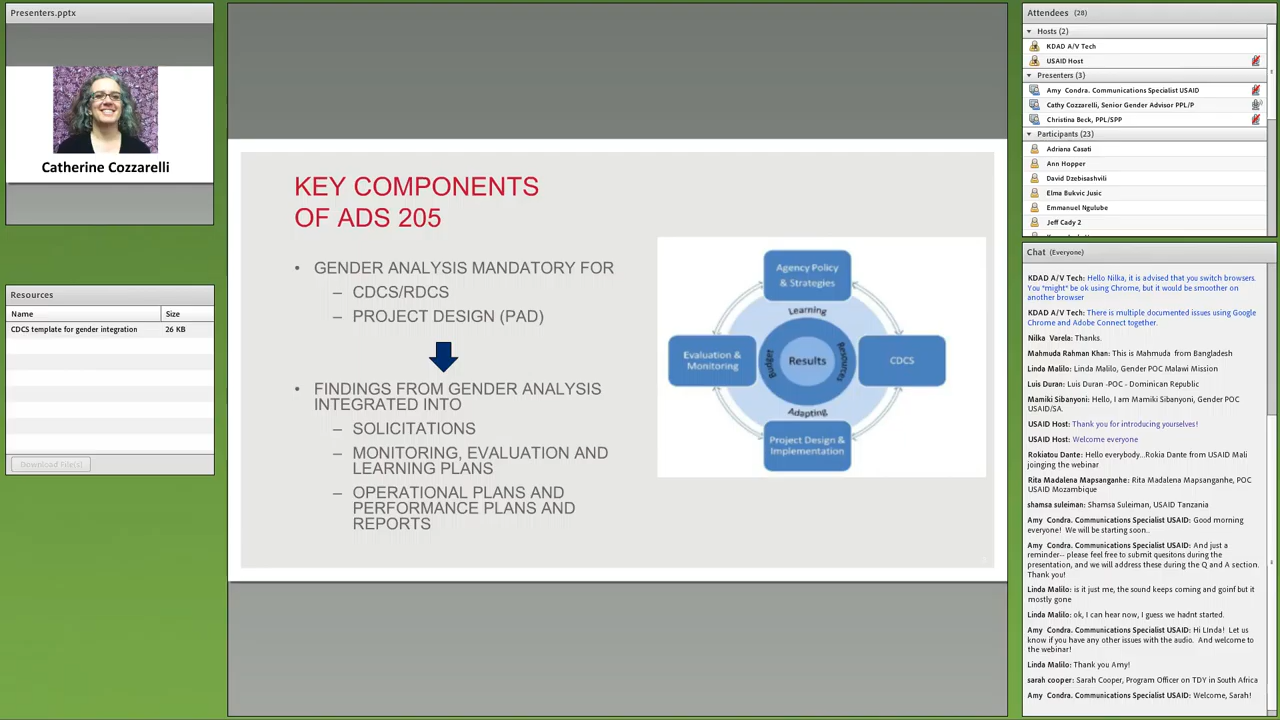 Presenters.pptx
Catherine Cozzarelli
Resources
Name Size
CDCS template for gender integration 26 KB
Download File(s)
KEY COMPONENTS
OF ADS 205
• GENDER ANALYSIS MANDATORY FOR
– CDCS/RDCS
– PROJECT DESIGN (PAD)
• FINDINGS FROM GENDER ANALYSIS
INTEGRATED INTO
– SOLICITATIONS
– MONITORING, EVALUATION AND
LEARNING PLANS
– OPERATIONAL PLANS AND
PERFORMANCE PLANS AND
REPORTS
Agency Policy
& Strategies
Learning
Evaluation &
Monitoring
Budget
Results
Resources
CDCS
Adapting
Project Design &
Implementation
Attendees (28)
Hosts (2)
KDAD A/V Tech
USAID Host
Presenters (3)
Amy Condra. Communications Specialist USAID
Cathy Cozzarelli, Senior Gender Advisor PPL/P
Christina Beck, PPL/SPP
Participants (23)
Adriana Casati
Ann Hopper
David Dzebisashvili
Elma Bukvic Jusic
Emmanuel Ngulube
Jeff Cady 2
Chat (Everyone)
KDAD A/V Tech: Hello Nilka, it is advised that you switch browsers.
You "might" be ok using Chrome, but it would be smoother on
another browser
KDAD A/V Tech: There is multiple documented issues using Google
Chrome and Adobe Connect together.
Nilka Varela: Thanks.
Mahmuda Rahman Khan: This is Mahmuda from Bangladesh
Linda Malilo: Linda Malilo, Gender POC Malawi Mission
Luis Duran: Luis Duran -POC - Dominican Republic
Mamiki Sibanyoni: Hello, I am Mamiki Sibanyoni, Gender POC
USAID/SA.
USAID Host: Thank you for introducing yourselves!
USAID Host: Welcome everyone
Rokiatou Dante: Hello everybody...Rokia Dante from USAID Mali
joinging the webinar
Rita Madalena Mapsanganhe: Rita Madalena Mapsanganhe, POC
USAID Mozambique
shamsa suleiman: Shamsa Suleiman, USAID Tanzania
Amy Condra. Communications Specialist USAID: Good morning
everyone! We will be starting soon..
Amy Condra. Communications Specialist USAID: And just a
reminder-- please feel free to submit quesitons during the
presentation, and we will address these during the Q and A section.
Thank you!
Linda Malilo: is it just me, the sound keeps coming and goinf but it
mostly gone
Linda Malilo: ok, I can hear now, I guess we hadnt started.
Amy Condra. Communications Specialist USAID: Hi LInda! Let us
know if you have any other issues with the audio. And welcome to
the webinar!
Linda Malilo: Thank you Amy!
sarah cooper: Sarah Cooper, Program Officer on TDY in South Africa
Amy Condra. Communications Specialist USAID: Welcome, Sarah!